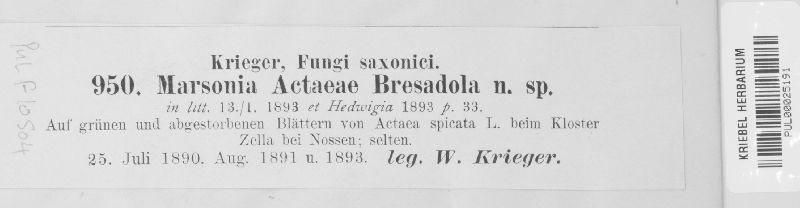 Krieger, Fungi saxonici.
950. Marsonia Actaeae Bresadola n. sp.
in litt. 13./1. 1893 et Hedwigia 1893 p. 33.
Auf grünen und abgestorbenen Blättern von Actaea spicata L. beim Kloster
Zella bei Nossen; selten.
25. Juli 1890. Aug. 1891 u. 1893. leg. W. Krieger.
PUL F10504
KRIEBEL HERBARIUM
PUL00025191